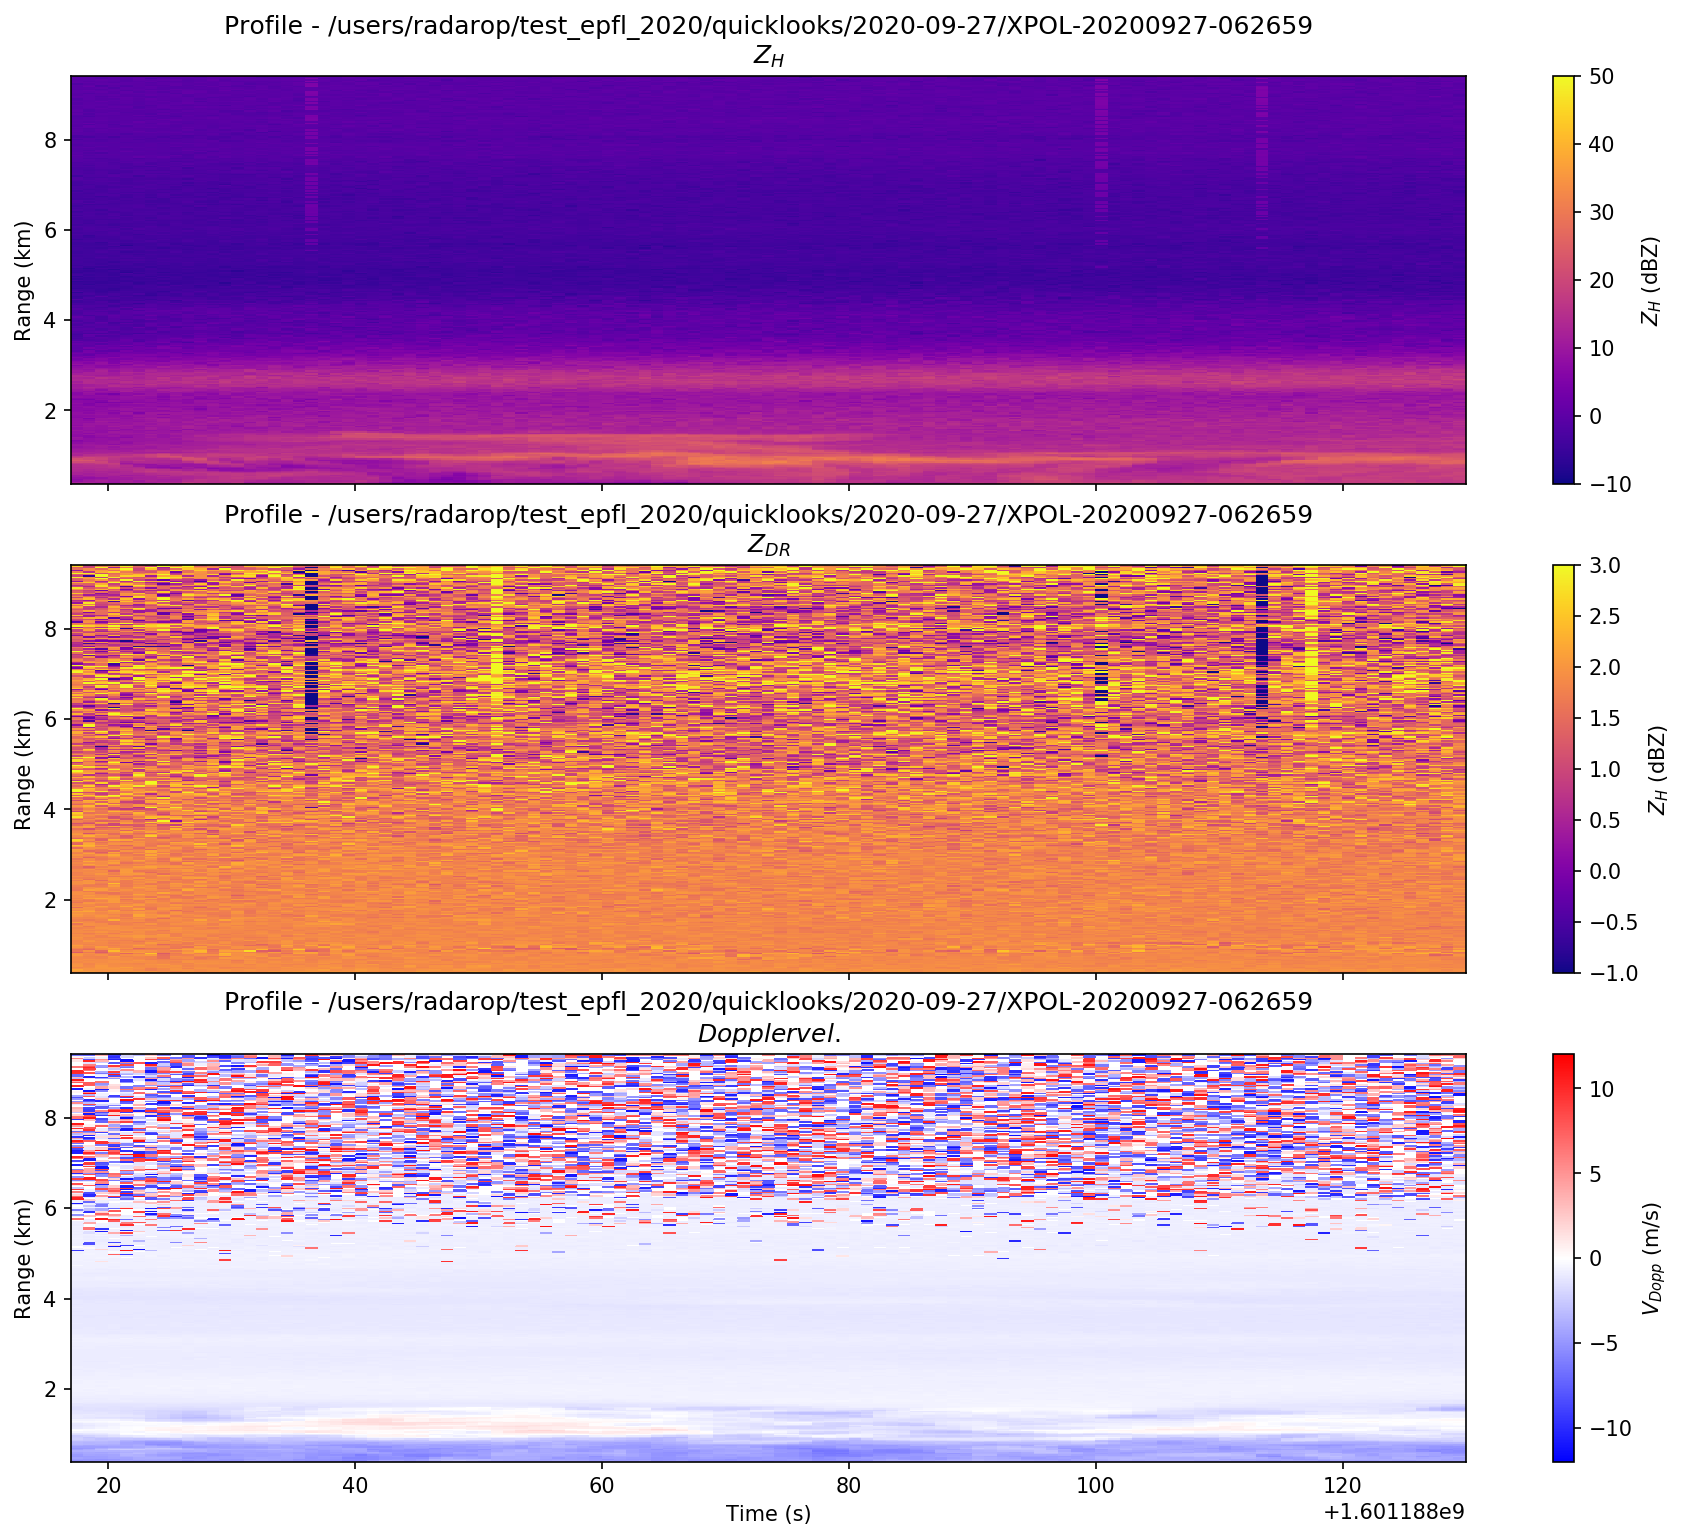 Profile - /users/radarop/test_epfl_2020/quicklooks/2020-09-27/XPOL-20200927-062659
Z_H
8
6
4
2
Range (km)
50
40
30
20
10
0
−10
Z_H (dBZ)
Profile - /users/radarop/test_epfl_2020/quicklooks/2020-09-27/XPOL-20200927-062659
Z_DR
8
6
4
2
Range (km)
3.0
2.5
2.0
1.5
1.0
0.5
0.0
−0.5
−1.0
Z_H (dBZ)
Profile - /users/radarop/test_epfl_2020/quicklooks/2020-09-27/XPOL-20200927-062659
Dopplervel.
8
6
4
2
Range (km)
20 40 60 80 100 120
Time (s)
+1.601188e9
10
5
0
−5
−10
V_Dopp (m/s)